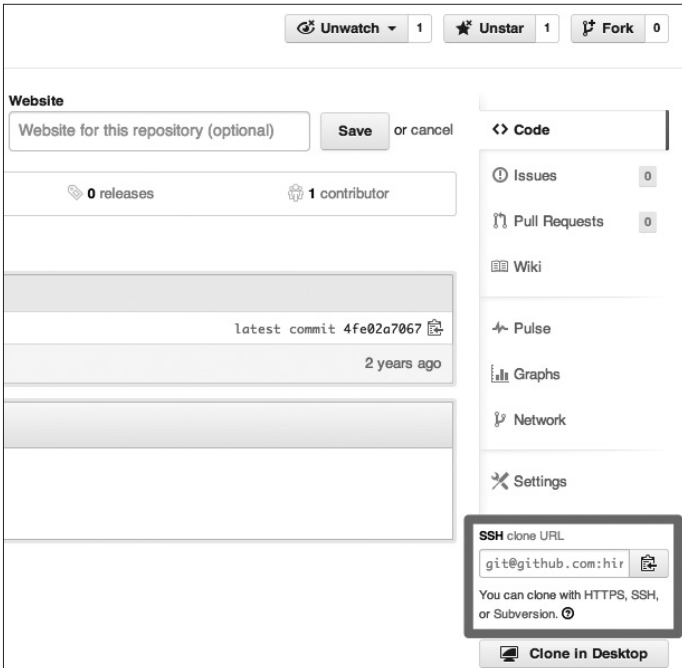 Unwatch 1 Unstar 1 Fork 0
Website
Website for this repository (optional) Save or cancel
0 releases 1 contributor
latest commit 4fe02a7067
2 years ago
Code
Issues 0
Pull Requests 0
Wiki
Pulse
Graphs
Network
Settings
SSH clone URL
git@github.com:hir
You can clone with HTTPS, SSH,
or Subversion.
Clone in Desktop